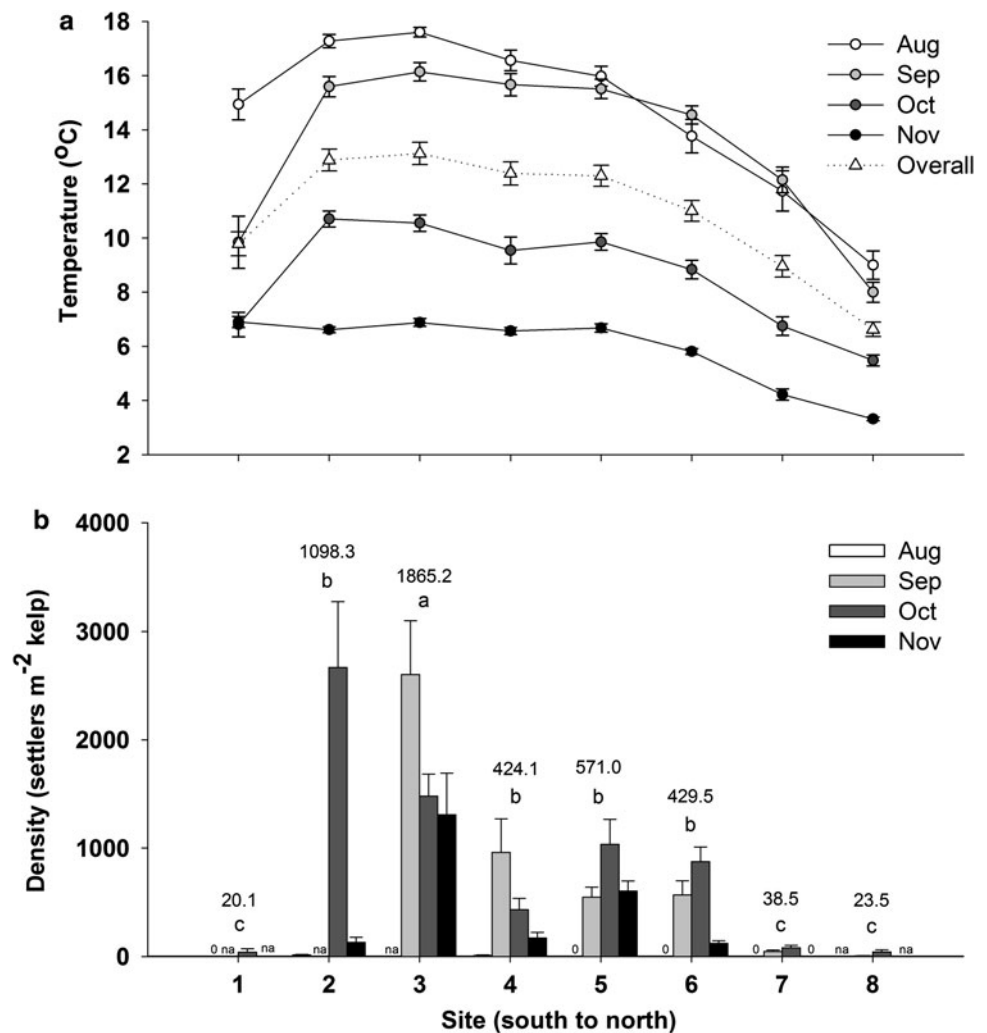 a
18
16
14
12
10
8
6
4
2
Temperature (ºC)
Aug
Sep
Oct
Nov
Overall
b
4000
3000
2000
1000
0
Density (settlers m⁻² kelp)
Aug
Sep
Oct
Nov
1098.3
b
1865.2
a
424.1
b
571.0
b
429.5
b
20.1
c
38.5
c
23.5
c
0 na na na na 0 0 0 0 na na
1 2 3 4 5 6 7 8
Site (south to north)